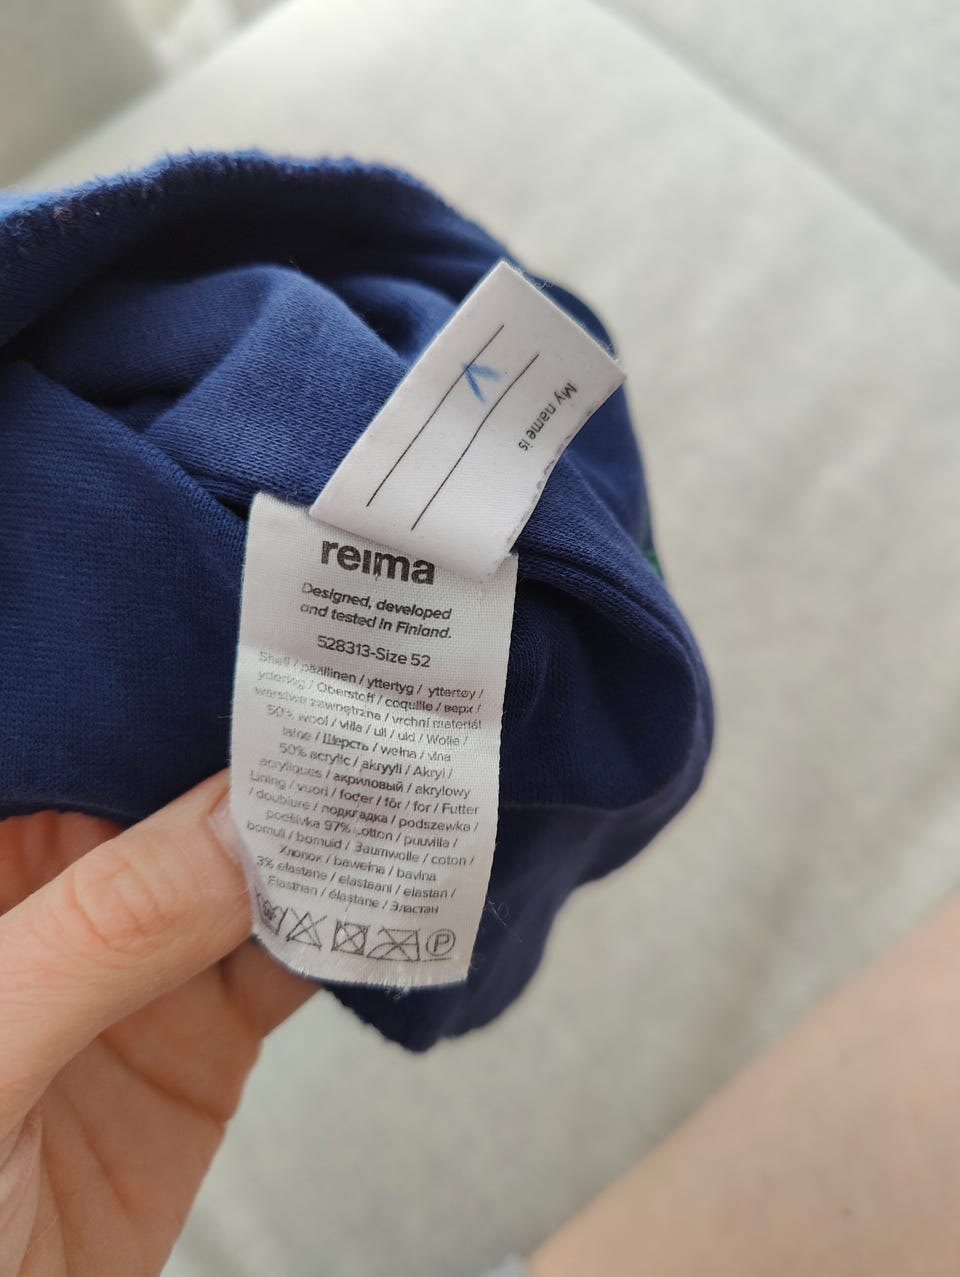 My name is
V
reima
Designed, developed
and tested in Finland.
528313-Size 52
Shell / päällinen / yttertyg / yttertøy /
ydertøj / Oberstoff / coquille / верх /
warstwa zewnętrzna / vrchní materiál
50% wool / villa / ull / uld / Wolle /
laine / Шерсть / wełna / vlna
50% acrylic / akryyli / Akryl /
acryliques / акриловый / akrylowy
Lining / vuori / foder / fôr / for / Futter
/ doublure / подкладка / podszewka /
podšívka 97% cotton / puuvilla /
bomull / bomuld / Baumwolle / coton /
Хлопок / bawełna / bavlna
3% elastane / elastaani / elastan /
Elasthan / élastane / Эластан
P